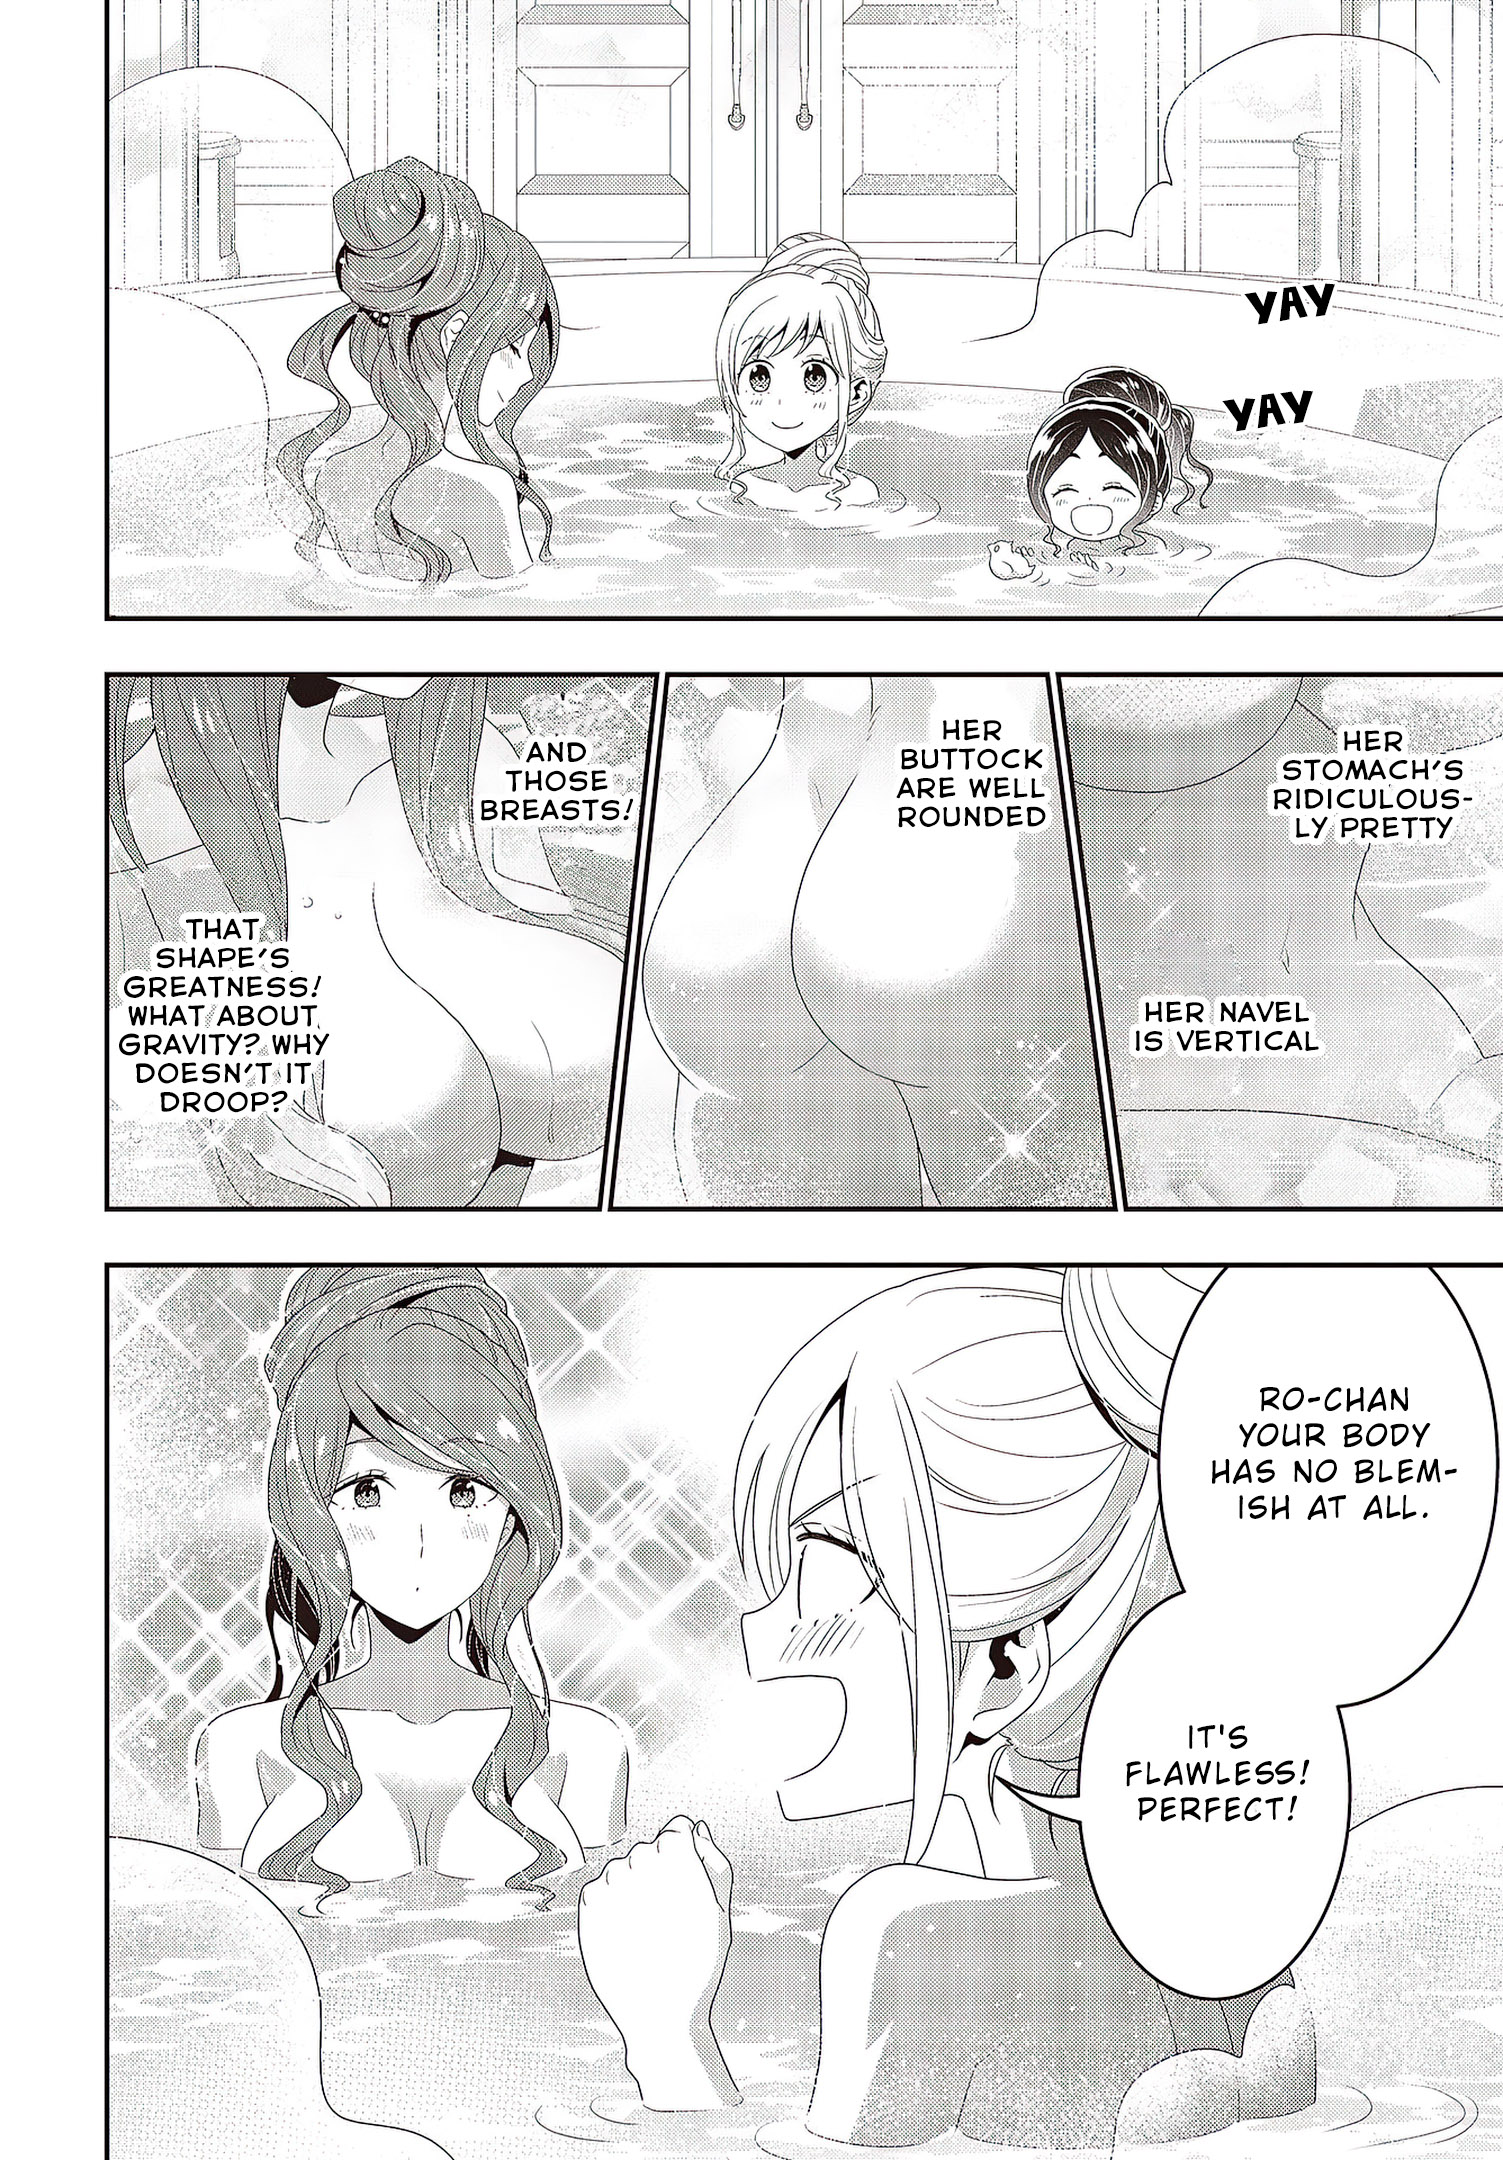 YAY
YAY
HER
STOMACH'S
RIDICULOUS-
LY PRETTY
HER NAVEL
IS VERTICAL
HER
BUTTOCK
ARE WELL
ROUNDED
AND
THOSE
BREASTS!
THAT
SHAPE'S
GREATNESS!
WHAT ABOUT
GRAVITY? WHY
DOESN'T IT
DROOP?
RO-CHAN
YOUR BODY
HAS NO BLEM-
ISH AT ALL.
IT'S
FLAWLESS!
PERFECT!